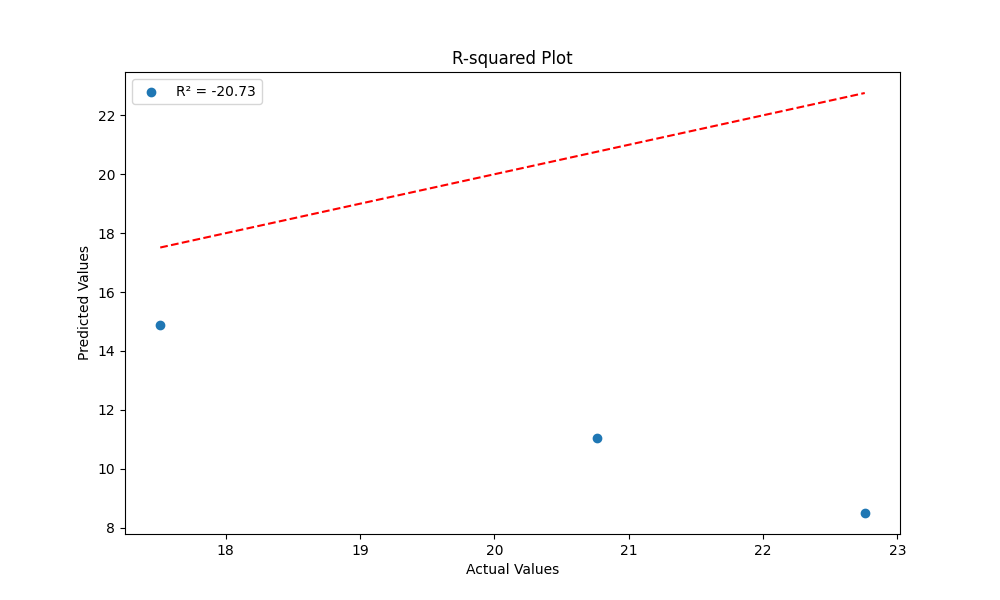 R-squared Plot
R² = -20.73
Predicted Values
22
20
18
16
14
12
10
8
18 19 20 21 22 23
Actual Values